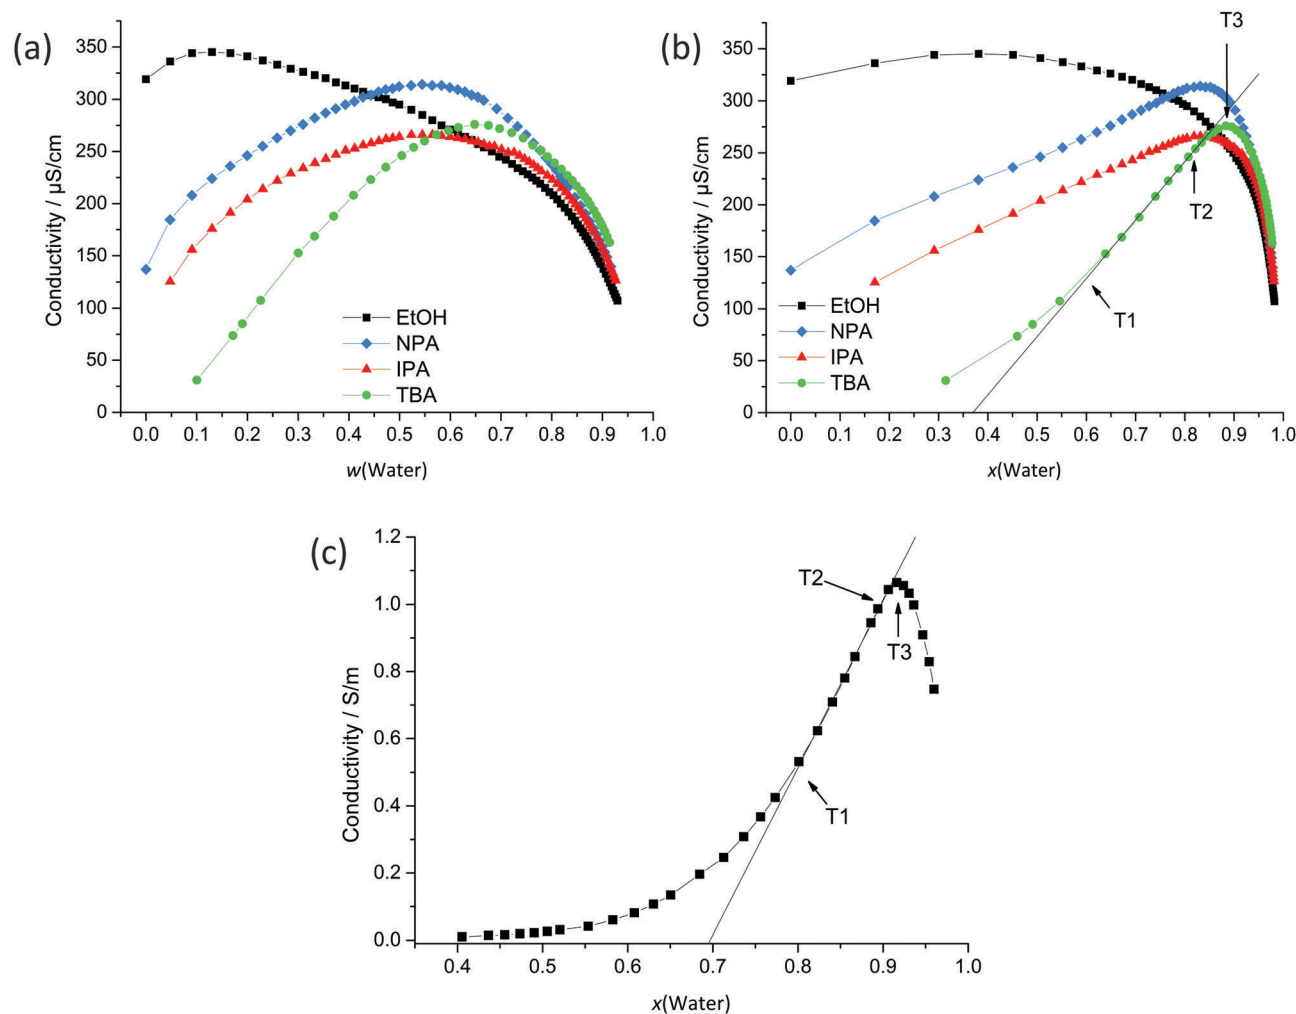 (a)
Conductivity / µS/cm
350
300
250
200
150
100
50
0
EtOH
NPA
IPA
TBA
0.0 0.1 0.2 0.3 0.4 0.5 0.6 0.7 0.8 0.9 1.0
w(Water)
(b)
Conductivity / µS/cm
350
300
250
200
150
100
50
0
T3
T2
T1
EtOH
NPA
IPA
TBA
0.0 0.1 0.2 0.3 0.4 0.5 0.6 0.7 0.8 0.9 1.0
x(Water)
(c)
Conductivity / S/m
1.2
1.0
0.8
0.6
0.4
0.2
0.0
T2
T3
T1
0.4 0.5 0.6 0.7 0.8 0.9 1.0
x(Water)